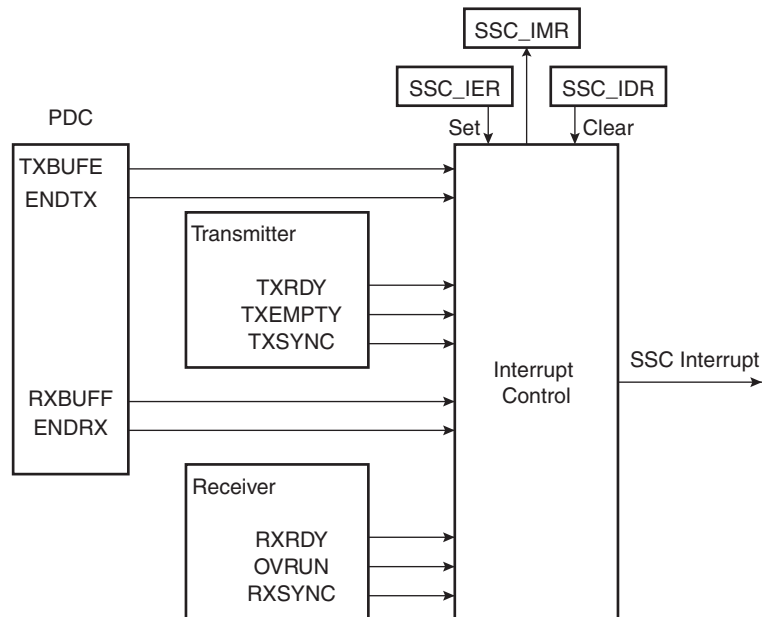 SSC_IMR
SSC_IER
SSC_IDR
PDC
Set
Clear
TXBUFE
ENDTX
Transmitter
TXRDY
TXEMPTY
TXSYNC
RXBUFF
ENDRX
Interrupt
Control
SSC Interrupt
Receiver
RXRDY
OVRUN
RXSYNC